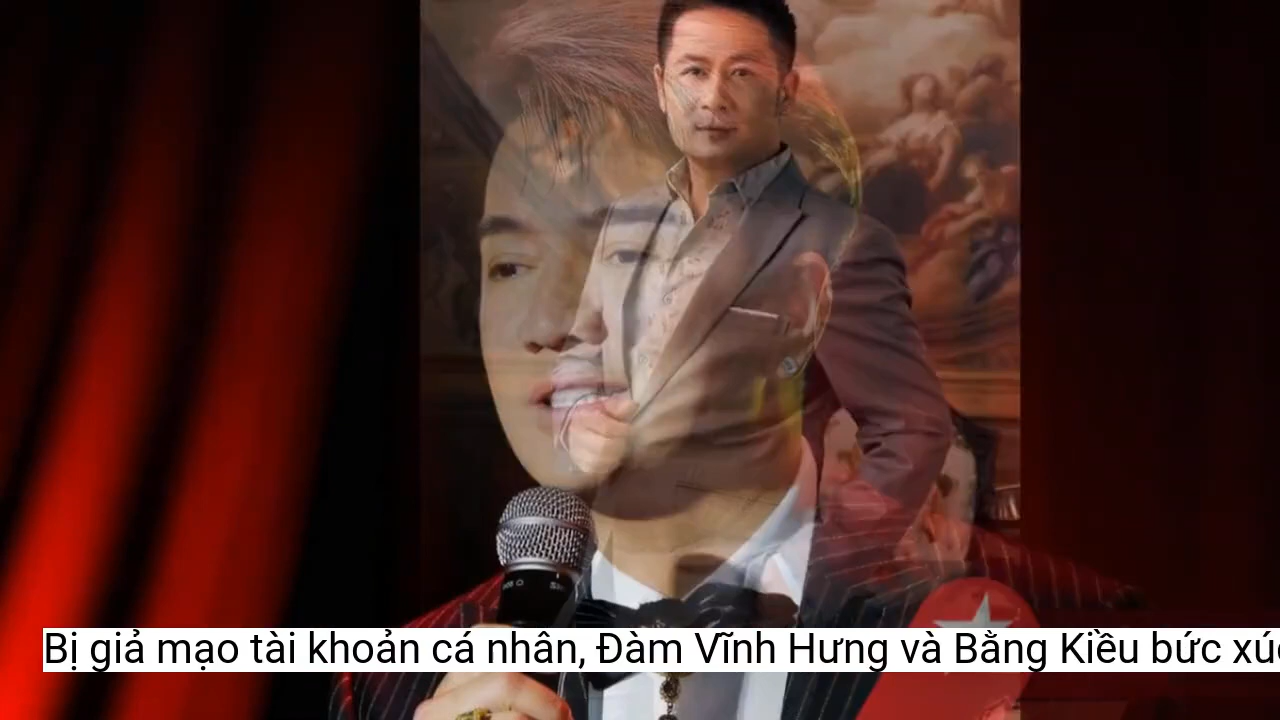 Bị giả mạo tài khoản cá nhân, Đàm Vĩnh Hưng và Bằng Kiều bức